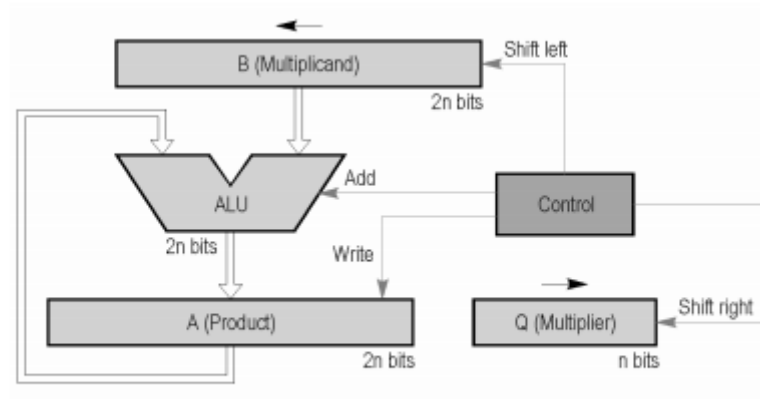 Shift left
B (Multiplicand)
2n bits
Add
ALU
Control
2n bits
Write
Shift right
A (Product)
Q (Multiplier)
2n bits
n bits